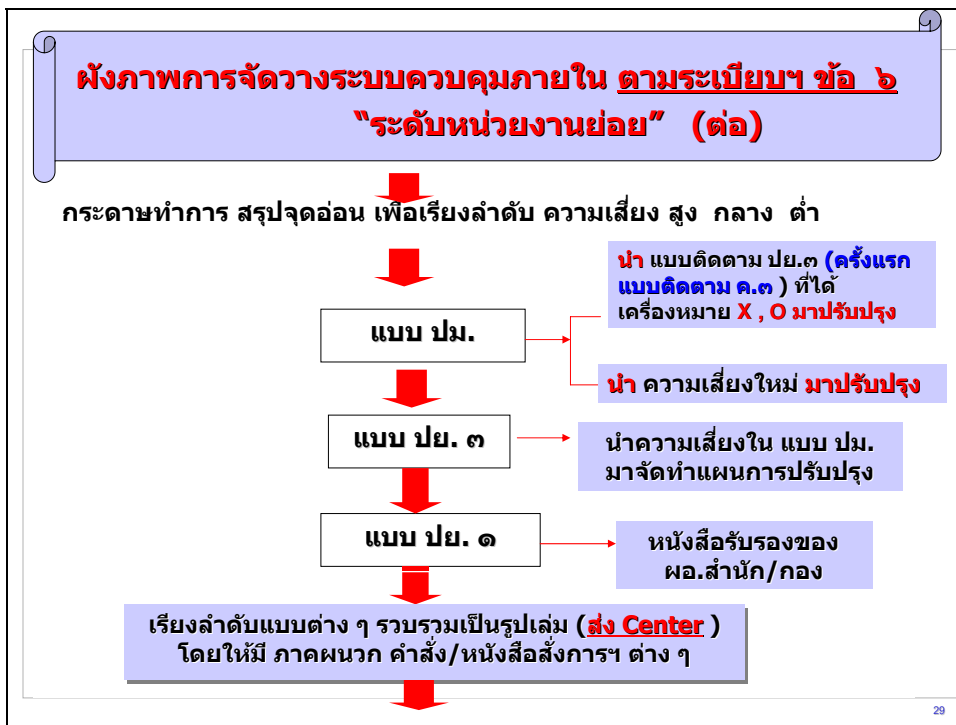 ผังภาพการจัดวางระบบควบคุมภายใน ตามระเบียบฯ ข้อ ๖
“ระดับหน่วยงานย่อย” (ต่อ)
กระดาษทำการ สรุปจุดอ่อน เพื่อเรียงลำดับ ความเสี่ยง สูง กลาง ต่ำ
นำ แบบติดตาม ปย.๓ (ครั้งแรก
แบบติดตาม ค.๓ ) ที่ได้
เครื่องหมาย X , O มาปรับปรุง
แบบ ปม.
นำ ความเสี่ยงใหม่ มาปรับปรุง
แบบ ปย. ๓
นำความเสี่ยงใน แบบ ปม.
มาจัดทำแผนการปรับปรุง
แบบ ปย. ๑
หนังสือรับรองของ
ผอ.สำนัก/กอง
เรียงลำดับแบบต่าง ๆ รวบรวมเป็นรูปเล่ม (ส่ง Center )
โดยให้มี ภาคผนวก คำสั่ง/หนังสือสั่งการฯ ต่าง ๆ
29